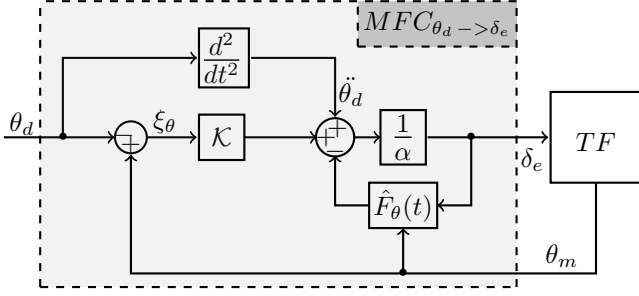 MFC_{θ_d −>δ_e}
d²/dt²
θ̈_d
θ_d
−
+
ξ_θ
𝒦
+
+
−
1/α
δ_e
TF
F̂_θ(t)
θ_m